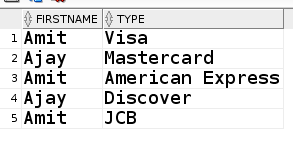 FIRSTNAME TYPE
1 Amit Visa
2 Ajay Mastercard
3 Amit American Express
4 Ajay Discover
5 Amit JCB